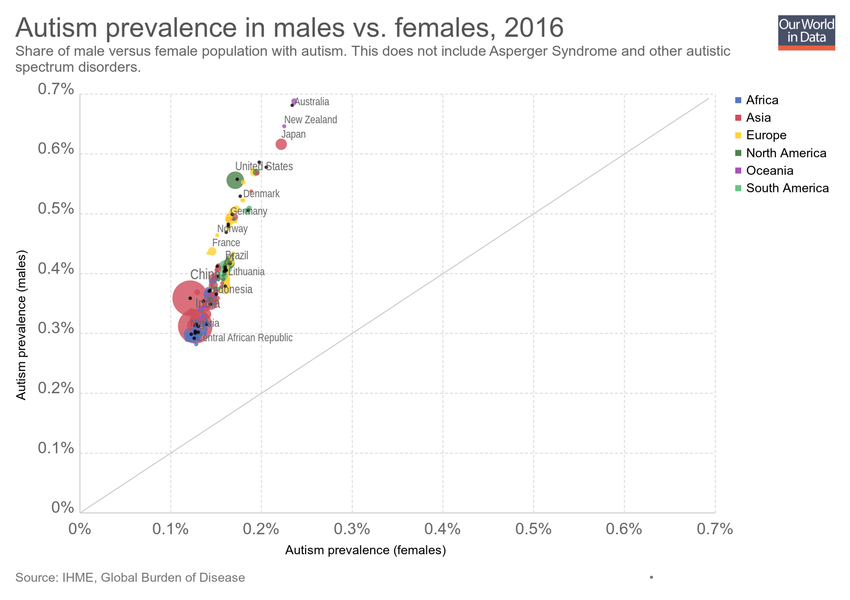 Autism prevalence in males vs. females, 2016
Share of male versus female population with autism. This does not include Asperger Syndrome and other autistic
spectrum disorders.
Our World
in Data
0.7%
0.6%
0.5%
0.4%
0.3%
0.2%
0.1%
0%
Autism prevalence (males)
Australia
New Zealand
Japan
United States
Denmark
Germany
Norway
France
Brazil
Lithuania
Central African Republic
0%
0.1%
0.2%
0.3%
0.4%
0.5%
0.6%
0.7%
Autism prevalence (females)
Africa
Asia
Europe
North America
Oceania
South America
Source: IHME, Global Burden of Disease